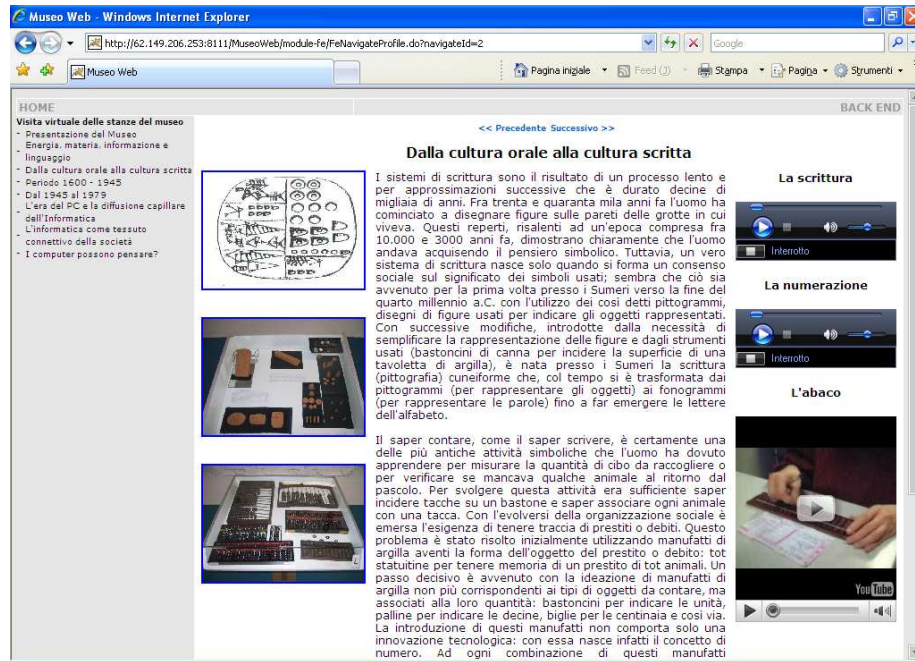 Museo Web - Windows Internet Explorer
http://62.149.206.253:8111/MuseoWeb/module-fe/FeNavigateProfile.do?navigateId=2
Google
Museo Web
Pagina iniziale
Feed (J)
Stampa
Pagina
Strumenti
HOME
BACK END
Visita virtuale delle stanze del museo
- Presentazione del Museo
- Energia, materia, informazione e
linguaggio
- Dalla cultura orale alla cultura scritta
- Periodo 1600 - 1945
- Dal 1945 al 1979
- L'era del PC e la diffusione capillare
dell'Informatica
- L'informatica come tessuto
connettivo della società
- I computer possono pensare?
<< Precedente Successivo >>
Dalla cultura orale alla cultura scritta
I sistemi di scrittura sono il risultato di un processo lento e
per approssimazioni successive che è durato decine di
migliaia di anni. Fra trenta e quaranta mila anni fa l'uomo ha
cominciato a disegnare figure sulle pareti delle grotte in cui
viveva. Questi reperti, risalenti ad un'epoca compresa fra
10.000 e 3000 anni fa, dimostrano chiaramente che l'uomo
andava acquisendo il pensiero simbolico. Tuttavia, un vero
sistema di scrittura nasce solo quando si forma un consenso
sociale sul significato dei simboli usati; sembra che ciò sia
avvenuto per la prima volta presso i Sumeri verso la fine del
quarto millennio a.C. con l'utilizzo dei così detti pittogrammi,
disegni di figure usati per indicare gli oggetti rappresentati.
Con successive modifiche, introdotte dalla necessità di
semplificare la rappresentazione delle figure e dagli strumenti
usati (bastoncini di canna per incidere la superficie di una
tavoletta di argilla), è nata presso i Sumeri la scrittura
(pittografia) cuneiforme che, col tempo si è trasformata dai
pittogrammi (per rappresentare gli oggetti) ai fonogrammi
(per rappresentare le parole) fino a far emergere le lettere
dell'alfabeto.
Il saper contare, come il saper scrivere, è certamente una
delle più antiche attività simboliche che l'uomo ha dovuto
apprendere per misurare la quantità di cibo da raccogliere o
per verificare se mancava qualche animale al ritorno dal
pascolo. Per svolgere questa attività era sufficiente saper
incidere tacche su un bastone e saper associare ogni animale
con una tacca. Con l'evolversi della organizzazione sociale è
emersa l'esigenza di tenere traccia di prestiti o debiti. Questo
problema è stato risolto inizialmente utilizzando manufatti di
argilla aventi la forma dell'oggetto del prestito o debito: tot
statuitine per tenere memoria di un prestito di tot animali. Un
passo decisivo è avvenuto con la ideazione di manufatti di
argilla non più corrispondenti ai tipi di oggetti da contare, ma
associati alla loro quantità: bastoncini per indicare le unità,
palline per indicare le decine, biglie per le centinaia e così via.
La introduzione di questi manufatti non comporta solo una
innovazione tecnologica: con essa nasce infatti il concetto di
numero. Ad ogni combinazione di questi manufatti
La scrittura
Interrotto
La numerazione
Interrotto
L'abaco
YouTube